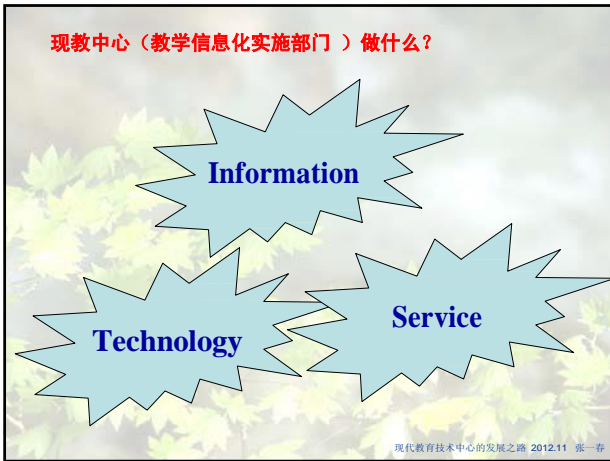 现教中心（教学信息化实施部门 ）做什么？
Information
Service
Technology
现代教育技术中心的发展之路 2012.11 张一春